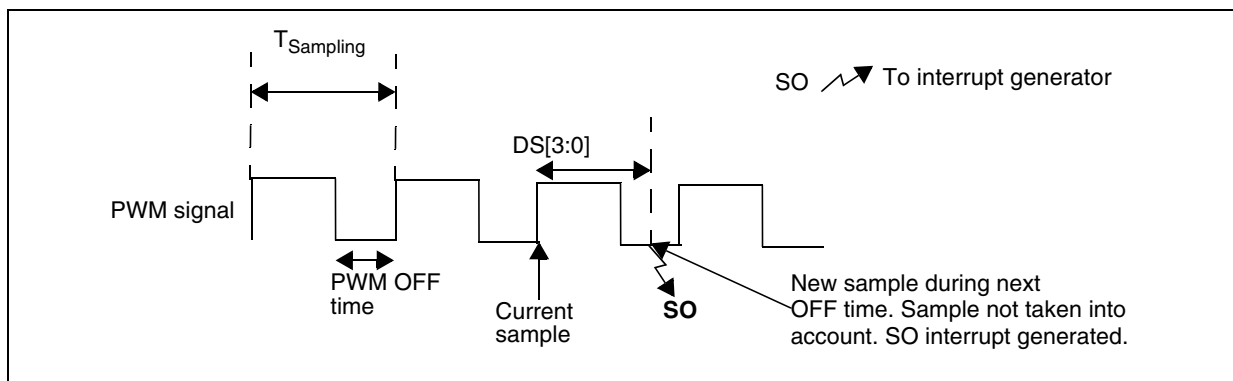 TSampling
SO To interrupt generator
DS[3:0]
PWM signal
PWM OFF
time
Current
sample
SO
New sample during next
OFF time. Sample not taken into
account. SO interrupt generated.